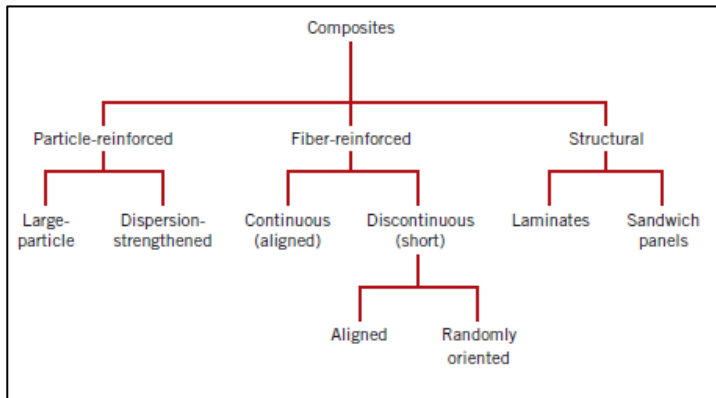 Composites
Particle-reinforced
Fiber-reinforced
Structural
Large-
particle
Dispersion-
strengthened
Continuous
(aligned)
Discontinuous
(short)
Laminates
Sandwich
panels
Aligned
Randomly
oriented